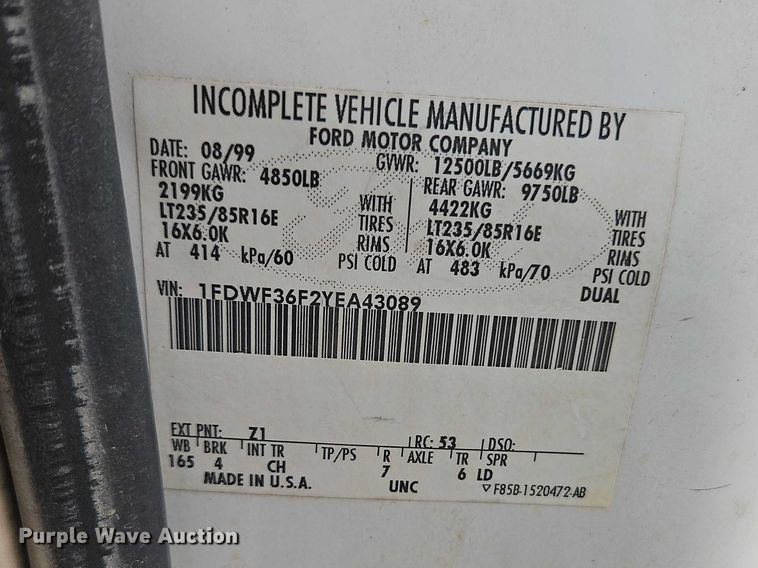 INCOMPLETE VEHICLE MANUFACTURED BY
FORD MOTOR COMPANY
DATE: 08/99 GVWR: 12500LB/5669KG
FRONT GAWR: 4850LB REAR GAWR: 9750LB
2199KG WITH 4422KG WITH
LT235/85R16E TIRES LT235/85R16E TIRES
16X6.0K RIMS 16X6.0K RIMS
AT 414 kPa/60 PSI COLD AT 483 kPa/70 PSI COLD
DUAL
VIN: 1FDWF36F2YEA43089
EXT PNT: Z1 RC: 53 DSO:
WB BRK INT TR TP/PS R AXLE TR SPR
165 4 CH 7 6 LD
MADE IN U.S.A. UNC F85B-1520472-AB
Purple Wave Auction